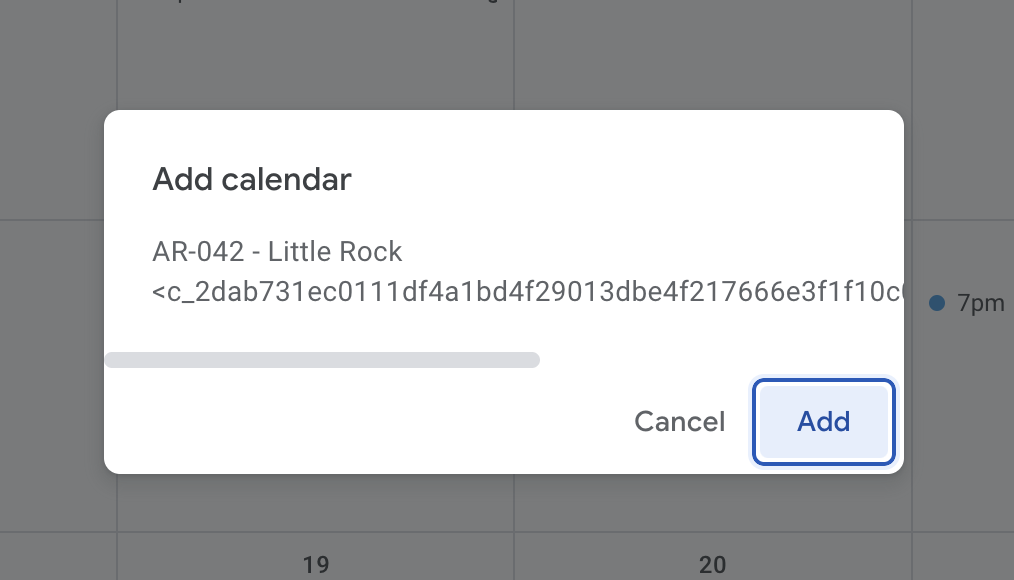 Add calendar
AR-042 - Little Rock
<c_2dab731ec0111df4a1bd4f29013dbe4f217666e3f1f10c
7pm
Cancel
Add
19
20